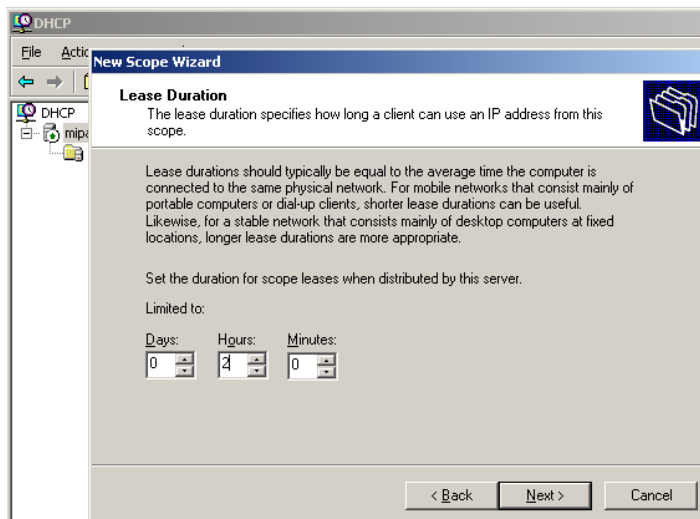 DHCP
File Actic
New Scope Wizard
Lease Duration
The lease duration specifies how long a client can use an IP address from this
scope.
DHCP
mipa
Lease durations should typically be equal to the average time the computer is
connected to the same physical network. For mobile networks that consist mainly of
portable computers or dial-up clients, shorter lease durations can be useful.
Likewise, for a stable network that consists mainly of desktop computers at fixed
locations, longer lease durations are more appropriate.
Set the duration for scope leases when distributed by this server.
Limited to:
Days: Hours: Minutes:
0 2 0
< Back Next > Cancel